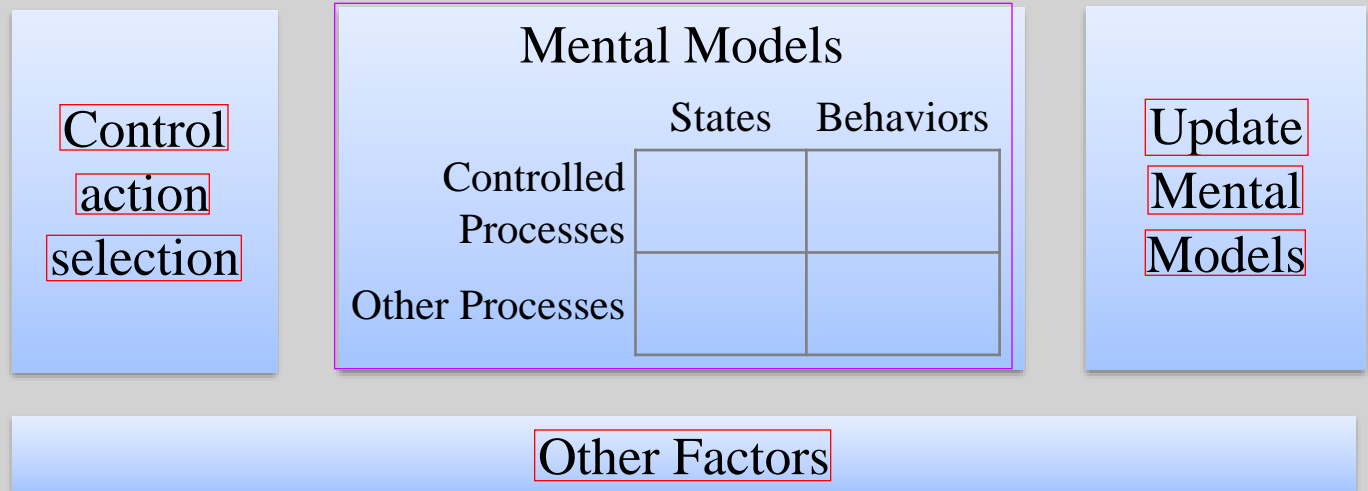 Control
action
selection
Mental Models
States Behaviors
Controlled
Processes
Other Processes
Update
Mental
Models
Other Factors